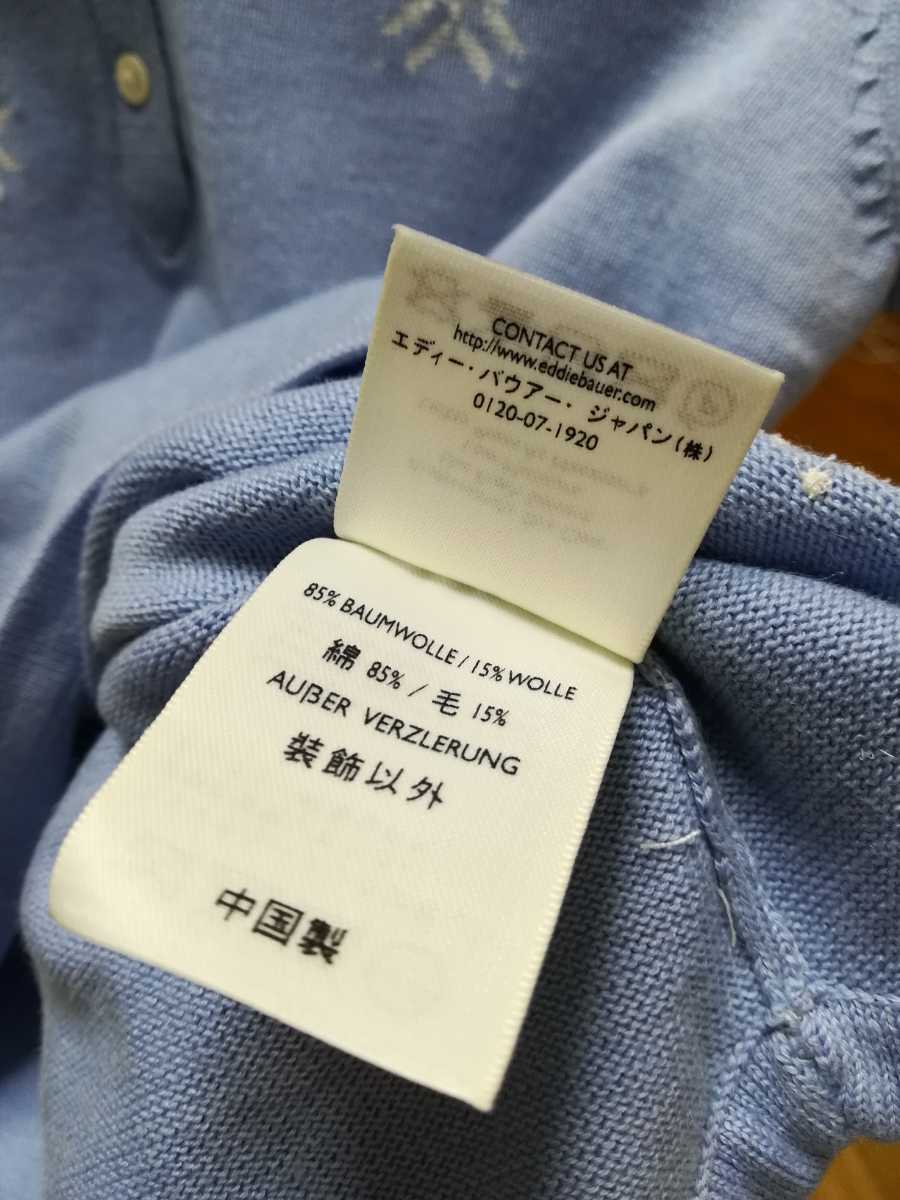 CONTACT US AT
http://www.eddiebauer.com
エディー・バウアー・ジャパン(株)
0120-07-1920
85% BAUMWOLLE / 15% WOLLE
綿 85% / 毛 15%
AUßER VERZLERUNG
装飾以外
中国製